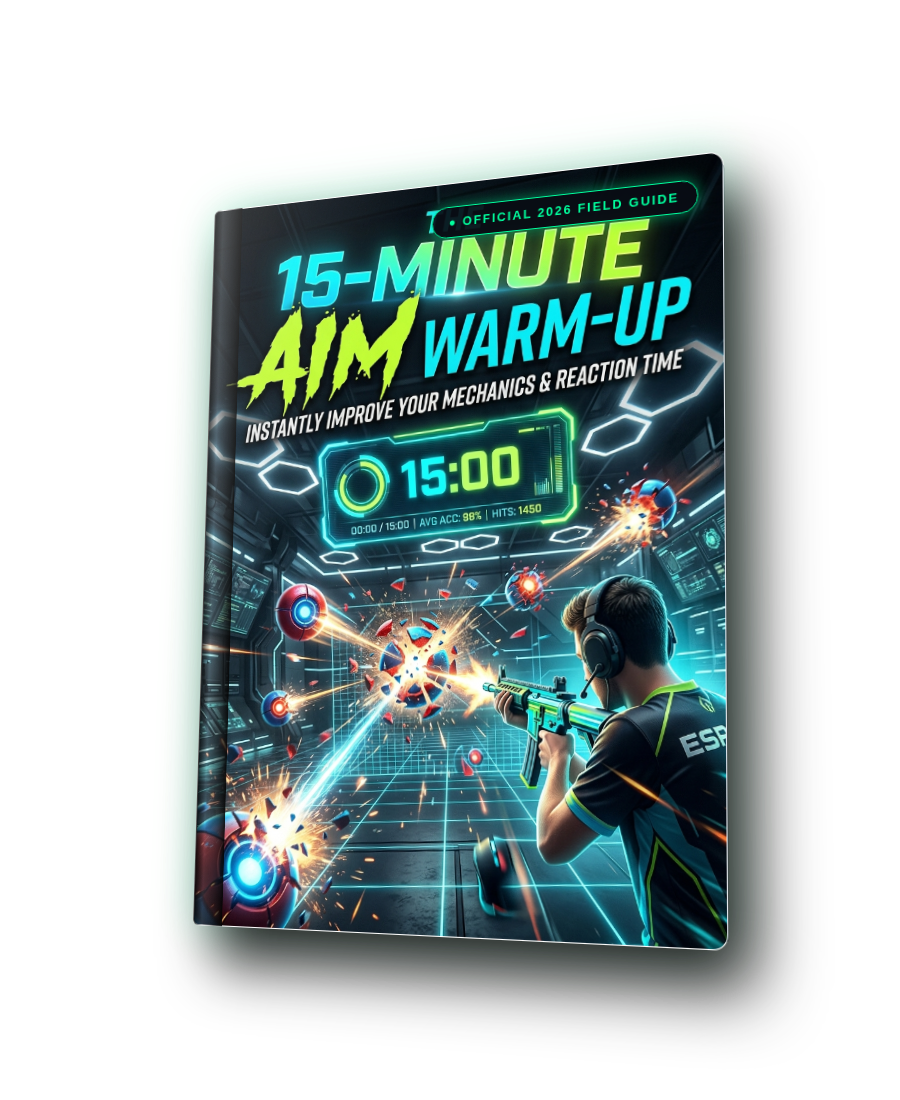 • OFFICIAL 2026 FIELD GUIDE
15-MINUTE
AIM WARM-UP
INSTANTLY IMPROVE YOUR MECHANICS & REACTION TIME
15:00
00:00 / 15:00 | AVG ACC: 98% | HITS: 1450
ESP